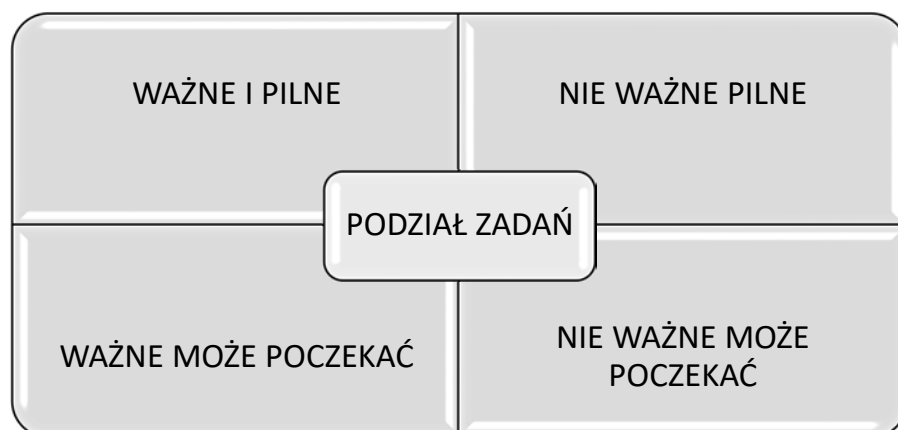 WAŻNE I PILNE
NIE WAŻNE PILNE
PODZIAŁ ZADAŃ
WAŻNE MOŻE POCZEKAĆ
NIE WAŻNE MOŻE
POCZEKAĆ